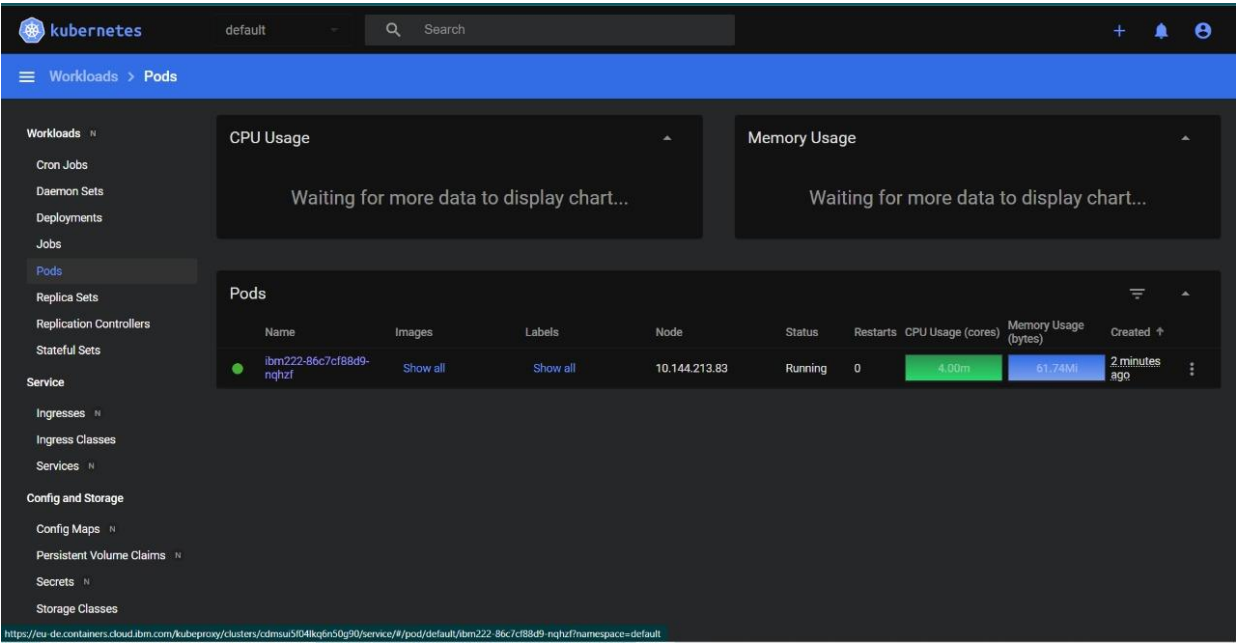 kubernetes
default
Search
Workloads > Pods
Workloads N
Cron Jobs
Daemon Sets
Deployments
Jobs
Pods
Replica Sets
Replication Controllers
Stateful Sets
Service
Ingresses N
Ingress Classes
Services N
Config and Storage
Config Maps N
Persistent Volume Claims N
Secrets N
Storage Classes
CPU Usage
Waiting for more data to display chart...
Memory Usage
Waiting for more data to display chart...
Pods
Name Images Labels Node Status Restarts CPU Usage (cores) Memory Usage (bytes) Created
ibm222-86c7cf88d9-nqhzf Show all Show all 10.144.213.83 Running 0 4.00m 61.74Mi 2 minutes ago
https://eu-de.containers.cloud.ibm.com/kubeproxy/clusters/cdmsui5f04lkq6n50g90/service/#/pod/default/ibm222-86c7cf88d9-nqhzf?namespace=default